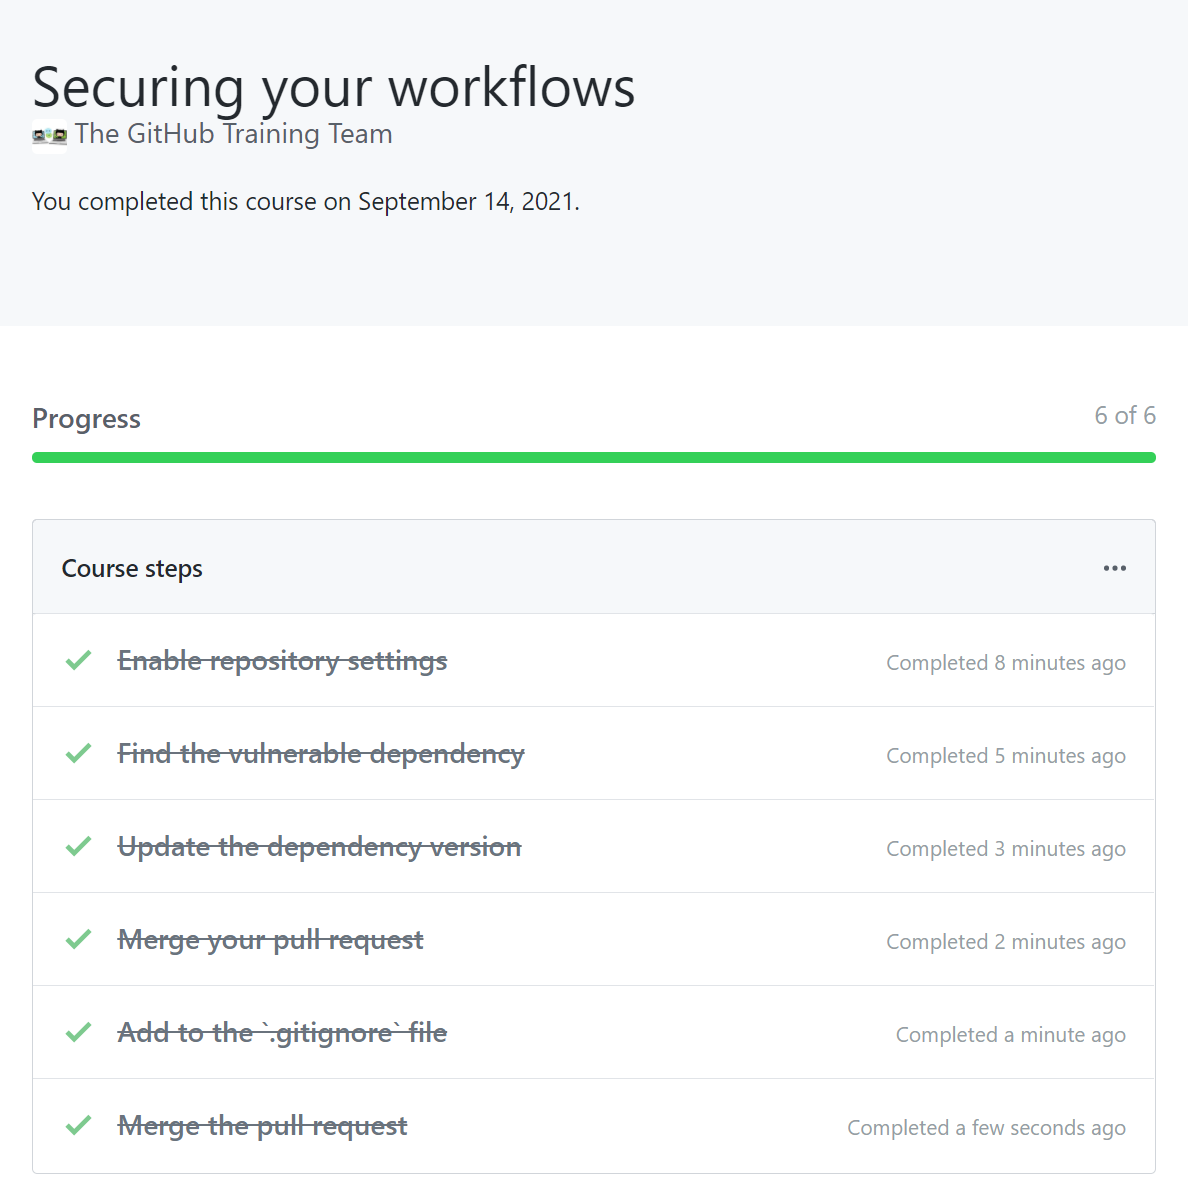 Securing your workflows
The GitHub Training Team
You completed this course on September 14, 2021.
Progress
6 of 6
Course steps
Enable repository settings
Completed 8 minutes ago
Find the vulnerable dependency
Completed 5 minutes ago
Update the dependency version
Completed 3 minutes ago
Merge your pull request
Completed 2 minutes ago
Add to the `.gitignore` file
Completed a minute ago
Merge the pull request
Completed a few seconds ago